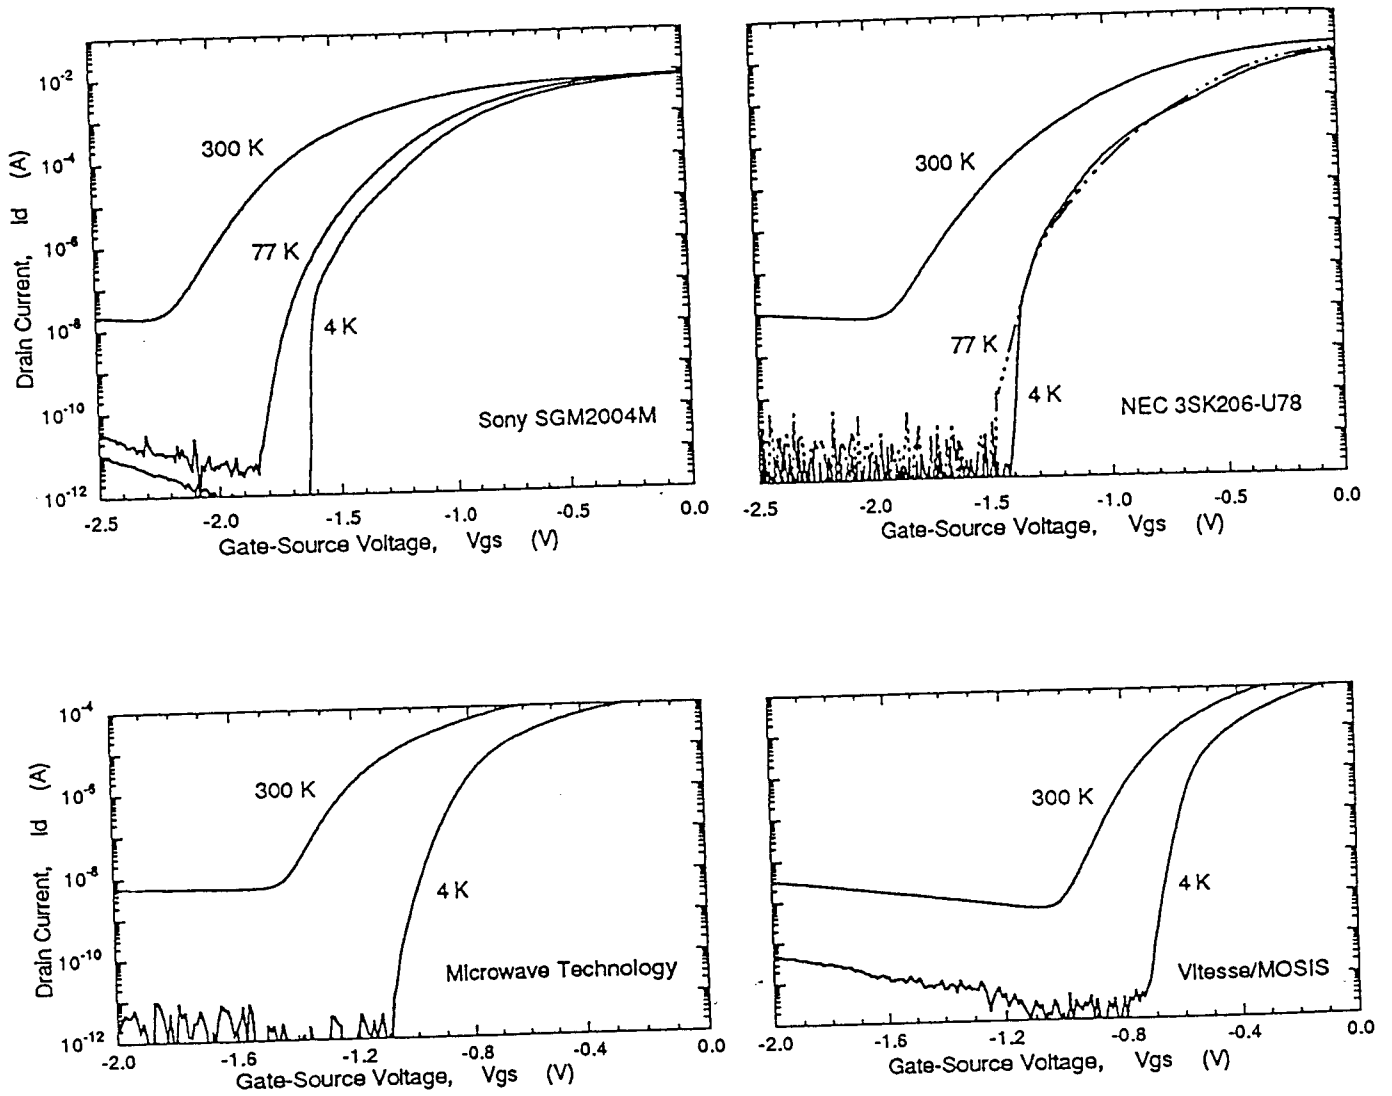 10-2
300 K
10-4
Drain Current, Id (A)
77 K
10-6
4 K
10-8
10-10
Sony SGM2004M
10-12
-2.5 -2.0 -1.5 -1.0 -0.5 0.0
Gate-Source Voltage, Vgs (V)
300 K
77 K
4 K
NEC 3SK206-U78
-2.5 -2.0 -1.5 -1.0 -0.5 0.0
Gate-Source Voltage, Vgs (V)
10-4
300 K
10-6
Drain Current, Id (A)
10-8
4 K
10-10
Microwave Technology
10-12
-2.0 -1.6 -1.2 -0.8 -0.4 0.0
Gate-Source Voltage, Vgs (V)
300 K
4 K
Vitesse/MOSIS
-2.0 -1.6 -1.2 -0.8 -0.4 0.0
Gate-Source Voltage, Vgs (V)